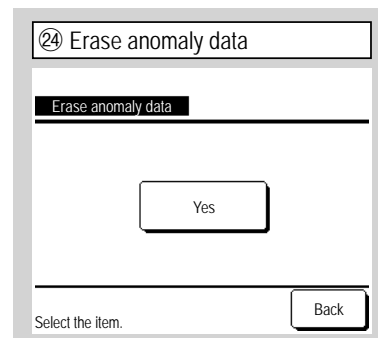 ㉔ Erase anomaly data
Erase anomaly data
Yes
Back
Select the item.